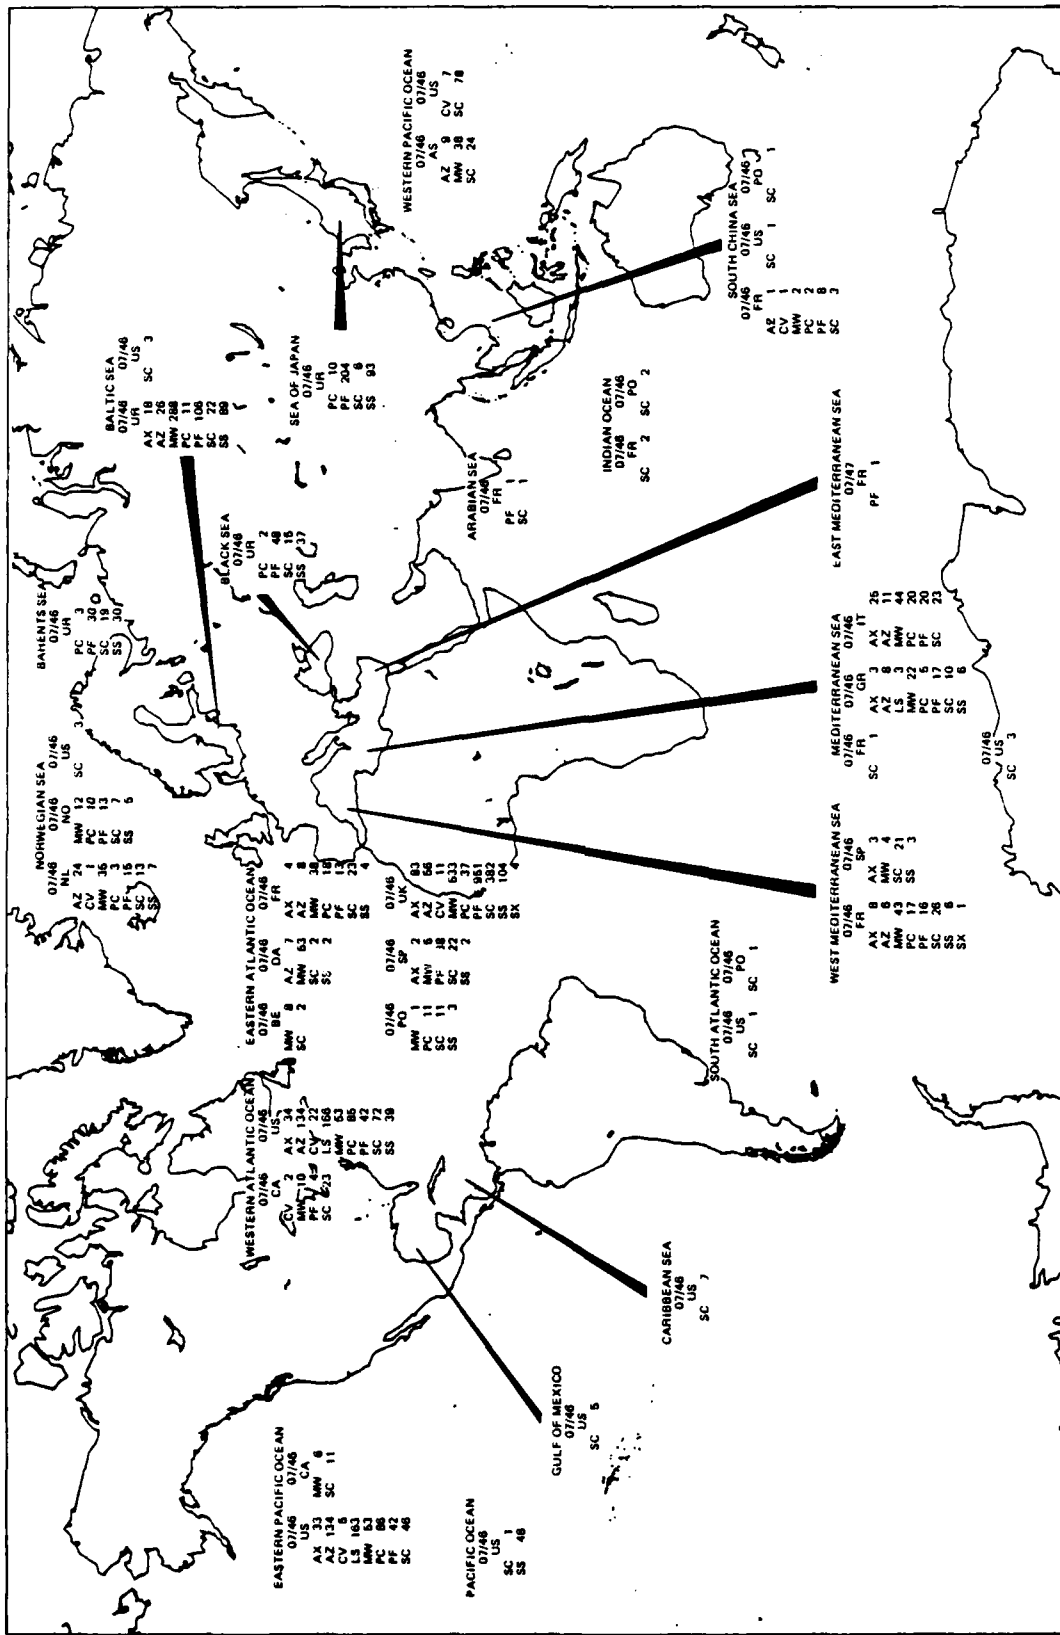 EASTERN PACIFIC OCEAN
07/46 07/46
US CA
AX 33 MW 6
AZ 134 SC 11
CV 5
LS 163
MW 53
PC 86
PF 42
SC 46
PACIFIC OCEAN
07/46
US
SC 1
SS 46
GULF OF MEXICO
07/46
US
SC 5
CARIBBEAN SEA
07/46
US
SC 7
WESTERN ATLANTIC OCEAN
07/46 07/46
CA US
CV 2 AX 34
MW 10 AZ 134
PF 4 CV 22
SC 23 LS 166
MW 53
PC 85
PF 42
SC 72
SS 39
SOUTH ATLANTIC OCEAN
07/46 07/46
US PO
SC 1 SC 1
EASTERN ATLANTIC OCEAN
07/46 07/46 07/46
BE DA FR
MW 8 AZ 7 AX 4
SC 2 MW 53 AZ 8
SC 2 MW 38
SS 2 PC 18
PF 13
SC 23
SS 4
07/46 07/46 07/46
PO SP UK
MW 1 AX 2 AX 83
PC 11 MW 5 AZ 56
SC 11 PF 38 CV 11
SS 3 SC 22 MW 533
SS 2 PC 37
PF 951
SC 382
SS 104
SX 4
NORWEGIAN SEA
07/46 07/46 07/46
NL NO US
AZ 24 MW 12 SC 3
CV 1 PC 10
MW 35 PF 13
PC 3 SC 7
PF 15 SS 5
SC 13
SS 7
BARENTS SEA
07/46
UR
PC 3
PF 30
SC 19
SS 30
BALTIC SEA
07/46 07/46
UR US
AX 18 SC 3
AZ 26
MW 288
PC 11
PF 106
SC 22
SS 89
BLACK SEA
07/46
UR
PC 2
PF 48
SC 15
SS 37
SEA OF JAPAN
07/46
UR
PC 10
PF 204
SC 6
SS 93
WESTERN PACIFIC OCEAN
07/46 07/46
AS US
AZ 9 CV 7
MW 38 SC 78
SC 24
ARABIAN SEA
07/46
FR
PF 1
SC 1
INDIAN OCEAN
07/46 07/46
FR PO
SC 2 SC 2
SOUTH CHINA SEA
07/46 07/46 07/46
FR US PO
AZ 1 SC 1 SC 1
CV 1
MW 2
PC 2
PF 8
SC 3
WEST MEDITERRANEAN SEA
07/46 07/46
FR SP
AX 8 AX 3
AZ 6 MW 4
MW 43 SC 21
PC 17 SS 3
PF 16
SC 26
SS 6
SX 1
MEDITERRANEAN SEA
07/46 07/46 07/46
FR GR IT
SC 1 AX 3 AX 25
AZ 8 AZ 11
LS 3 MW 44
MW 22 PC 20
PC 5 PF 20
PF 17 SC 23
SC 10
SS 6
EAST MEDITERRANEAN SEA
07/47
FR
PF 1
07/46
US
SC 3